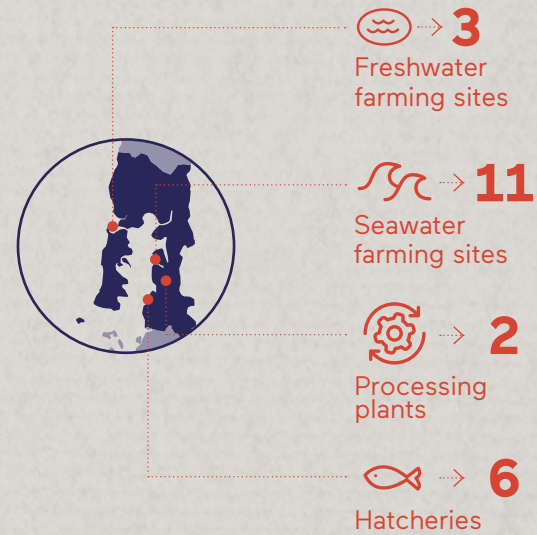 3
Freshwater
farming sites
11
Seawater
farming sites
2
Processing
plants
6
Hatcheries